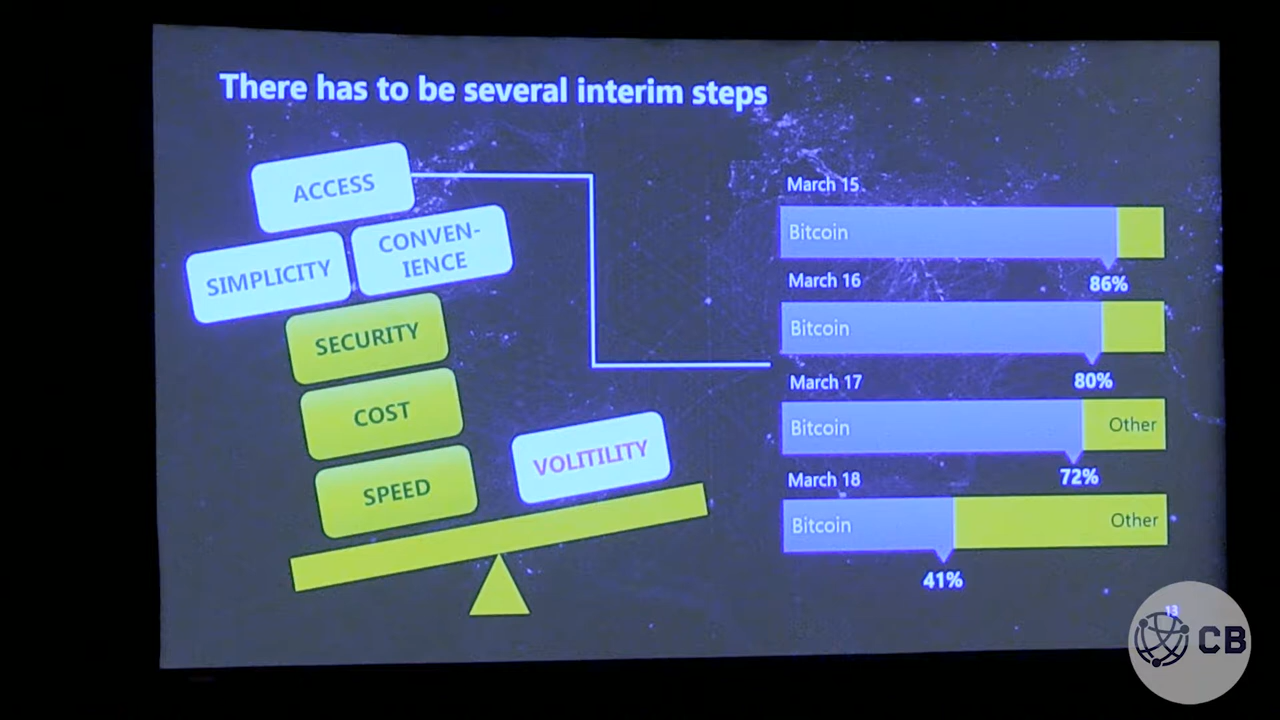 There has to be several interim steps
ACCESS
SIMPLICITY
CONVEN-
IENCE
SECURITY
COST
SPEED
VOLITILITY
March 15
Bitcoin
86%
March 16
Bitcoin
80%
March 17
Bitcoin
Other
72%
March 18
Bitcoin
Other
41%
13
CB